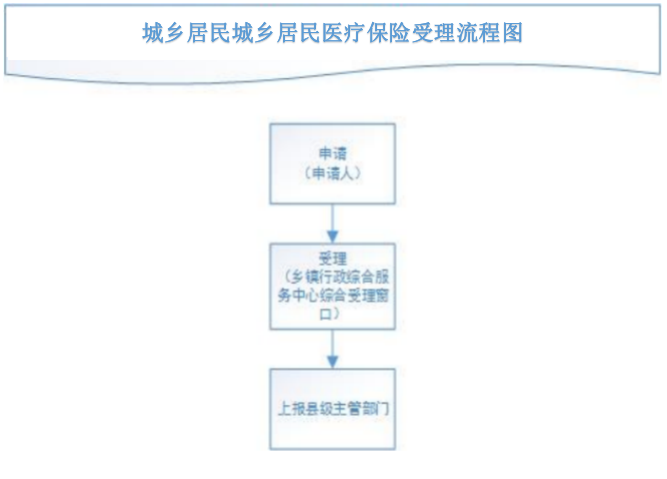 城乡居民城乡居民医疗保险受理流程图
申请
（申请人）
受理
（乡镇行政综合服
务中心综合受理窗
口）
上报县级主管部门